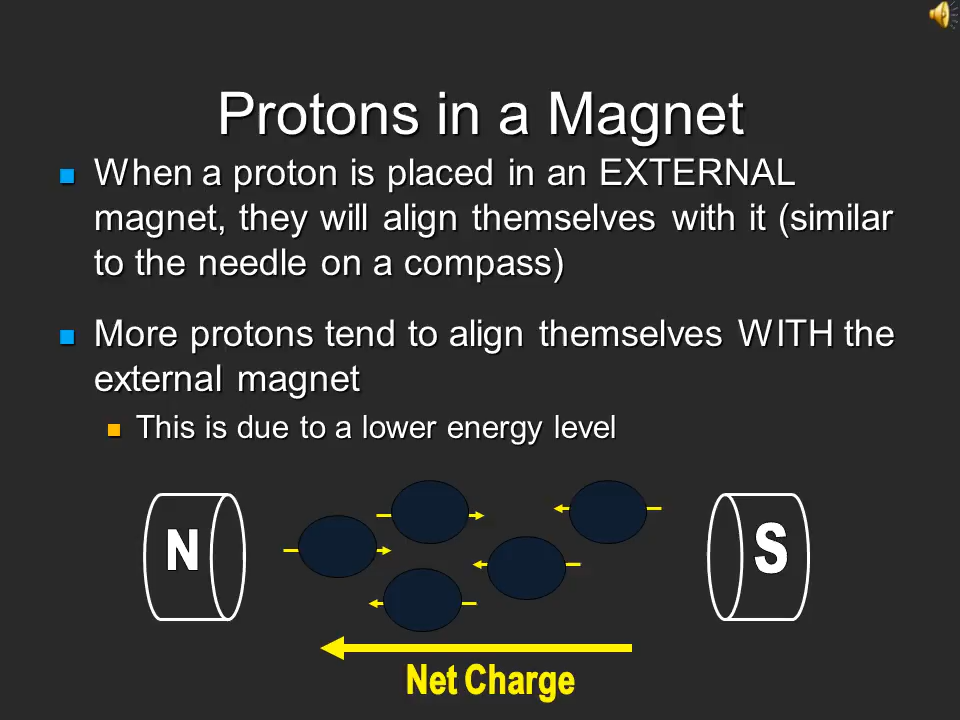 Protons in a Magnet
When a proton is placed in an EXTERNAL
magnet, they will align themselves with it (similar
to the needle on a compass)
More protons tend to align themselves WITH the
external magnet
This is due to a lower energy level
N
S
Net Charge